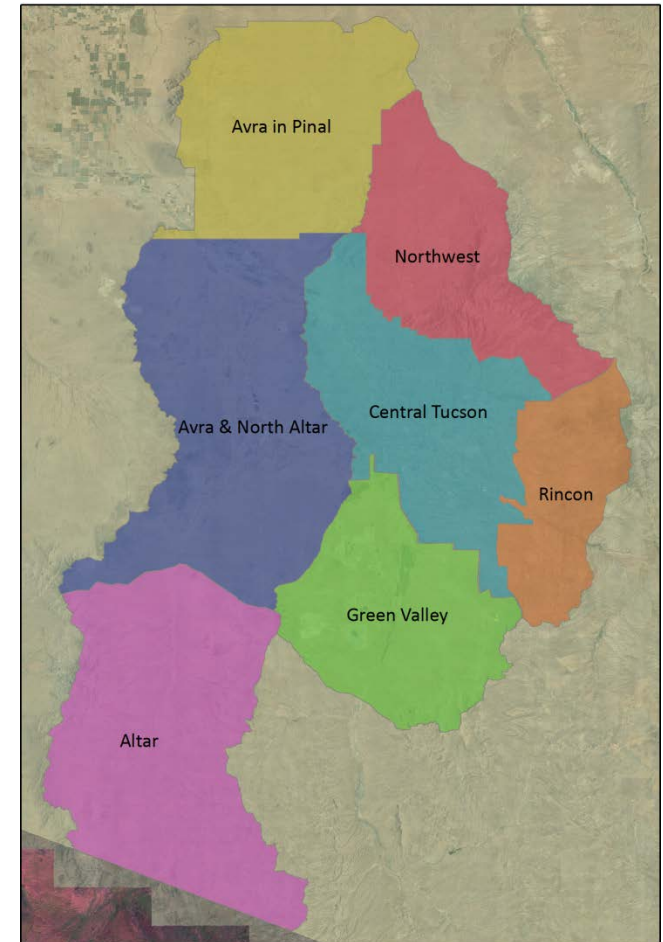 Avra in Pinal
Northwest
Central Tucson
Avra & North Altar
Rincon
Green Valley
Altar